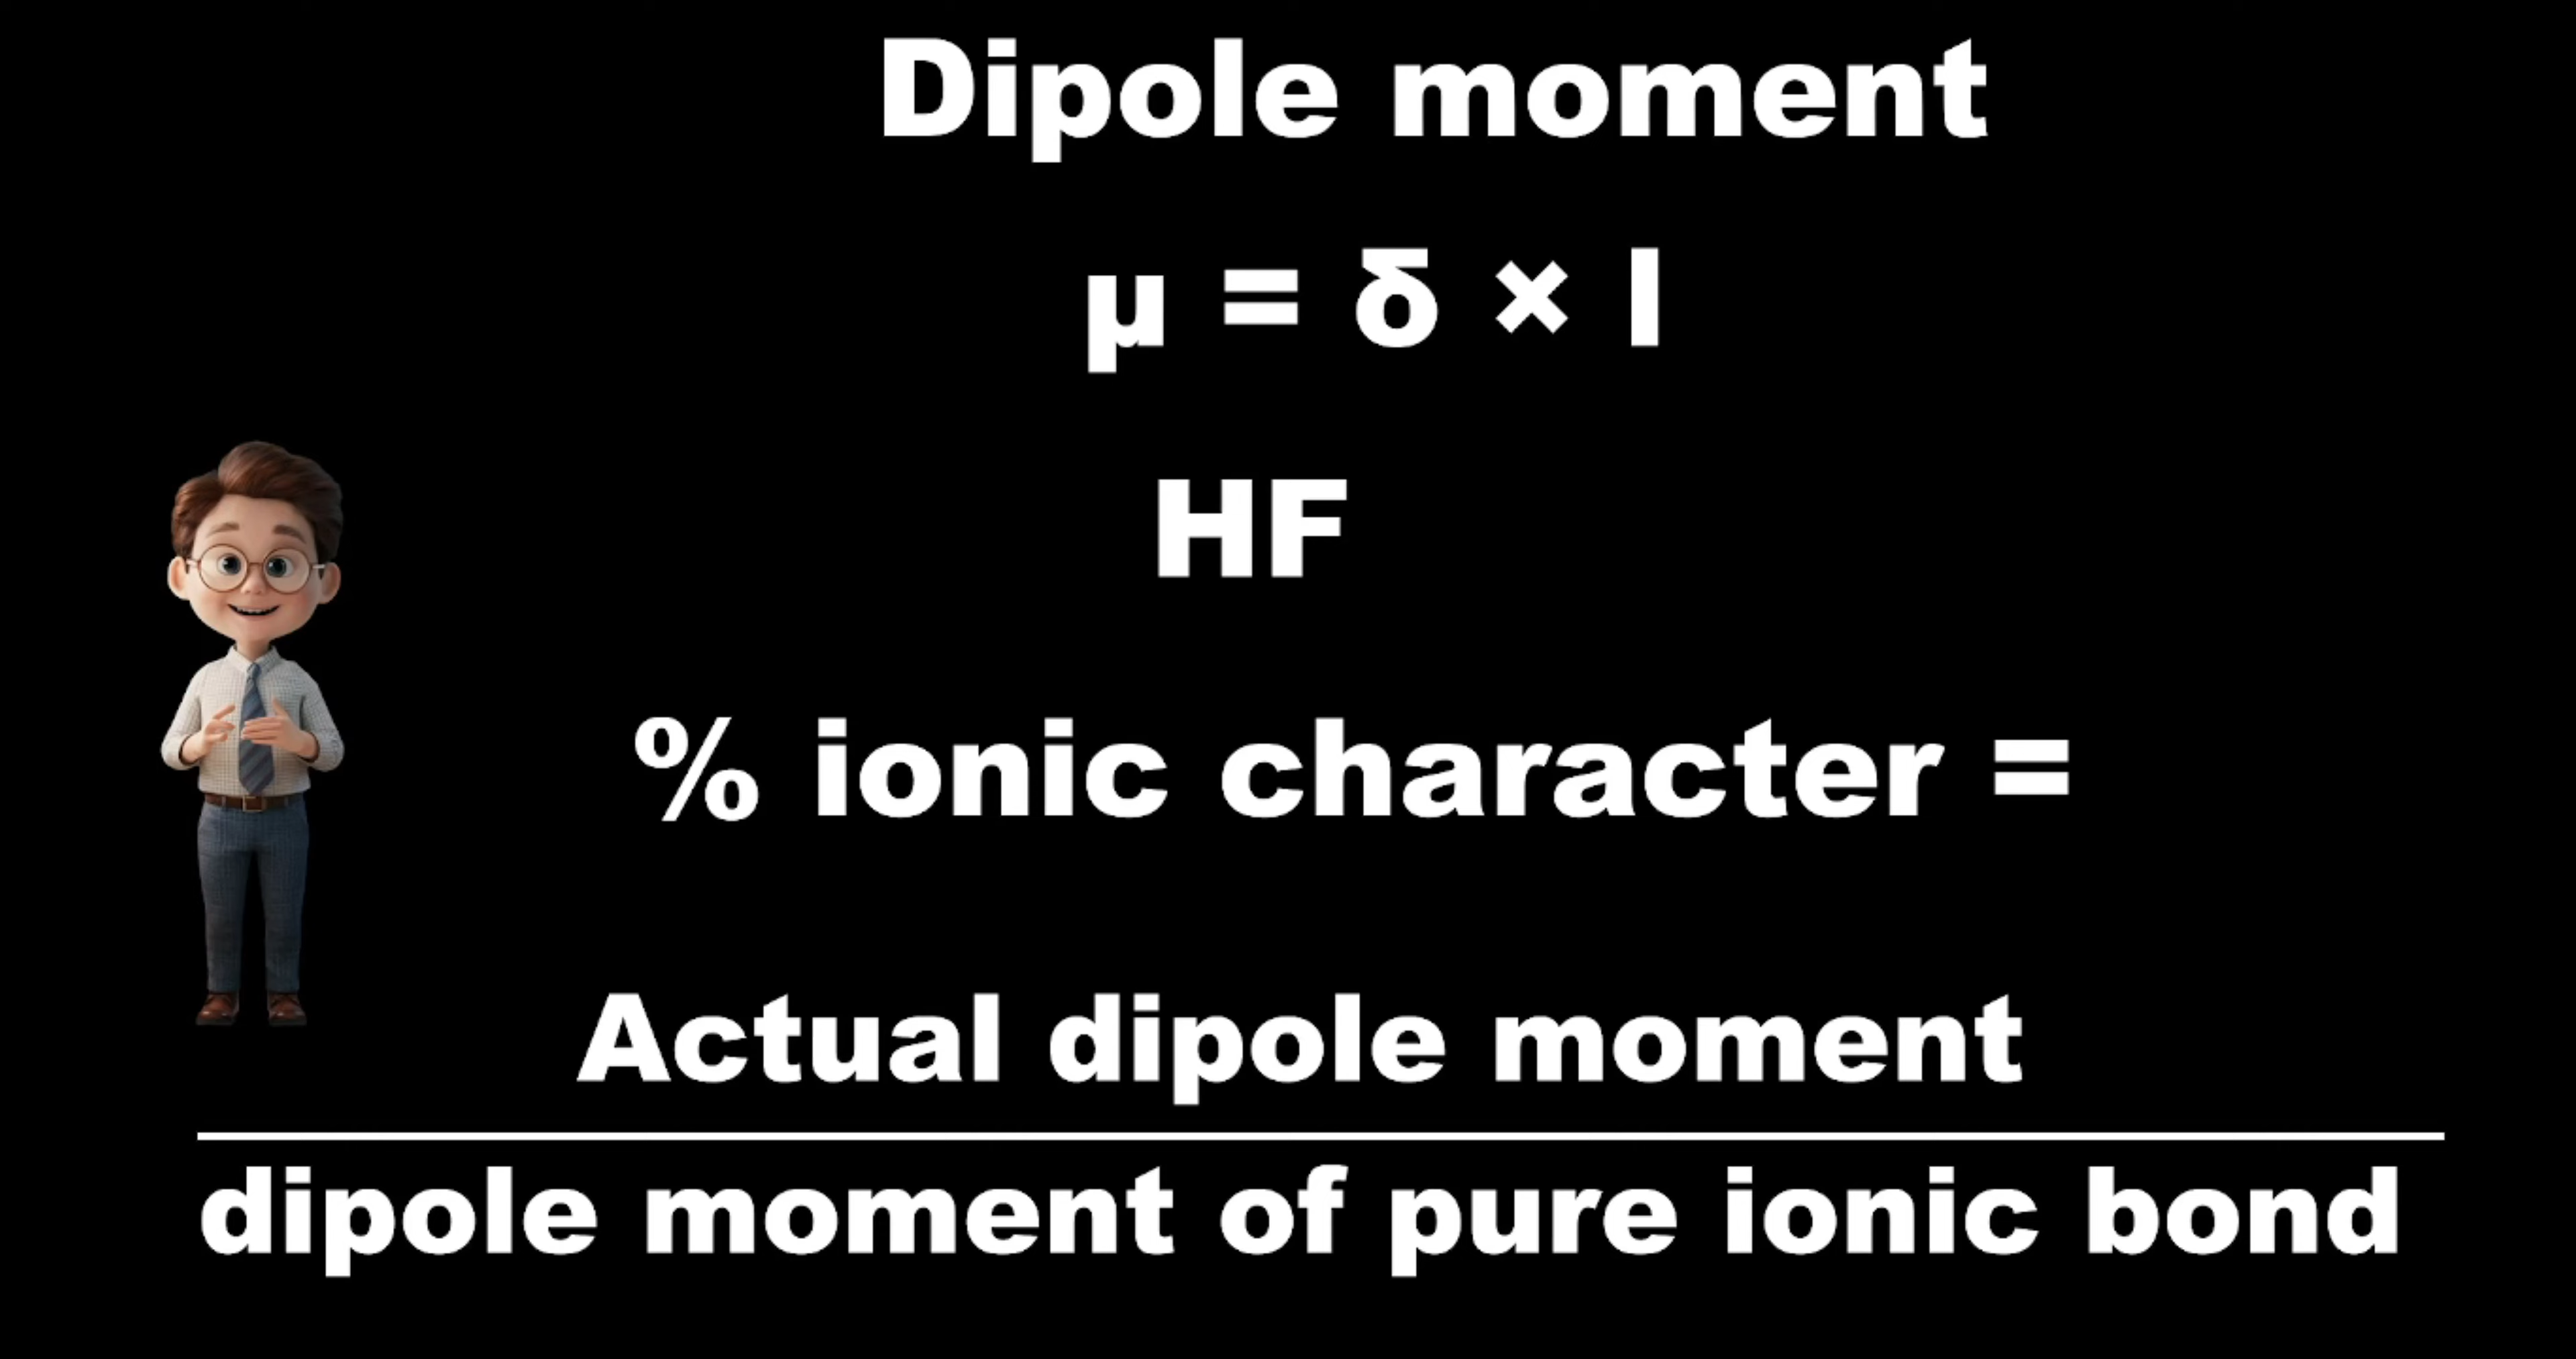 Dipole moment
μ = δ × l
HF
% ionic character =
Actual dipole moment
dipole moment of pure ionic bond